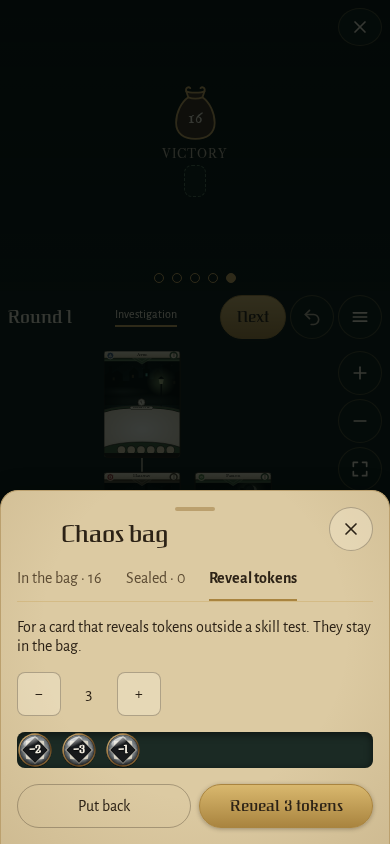 16
VICTORY
Round 1
Investigation
Next
Chaos bag
In the bag · 16
Sealed · 0
Reveal tokens
For a card that reveals tokens outside a skill test. They stay
in the bag.
−
3
+
−2
−3
−1
Put back
Reveal 3 tokens